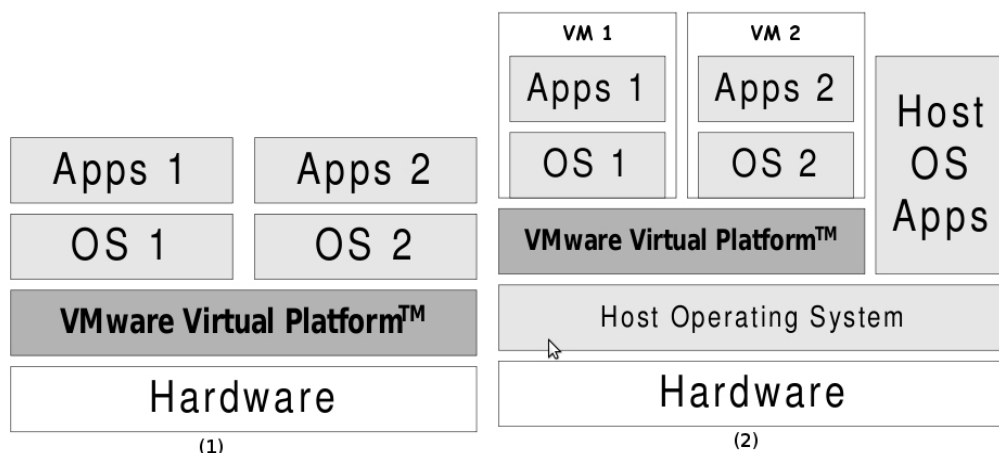 Apps 1
Apps 2
OS 1
OS 2
VMware Virtual Platform™
Hardware
(1)
VM 1
VM 2
Apps 1
Apps 2
OS 1
OS 2
Host
OS
Apps
VMware Virtual Platform™
Host Operating System
Hardware
(2)